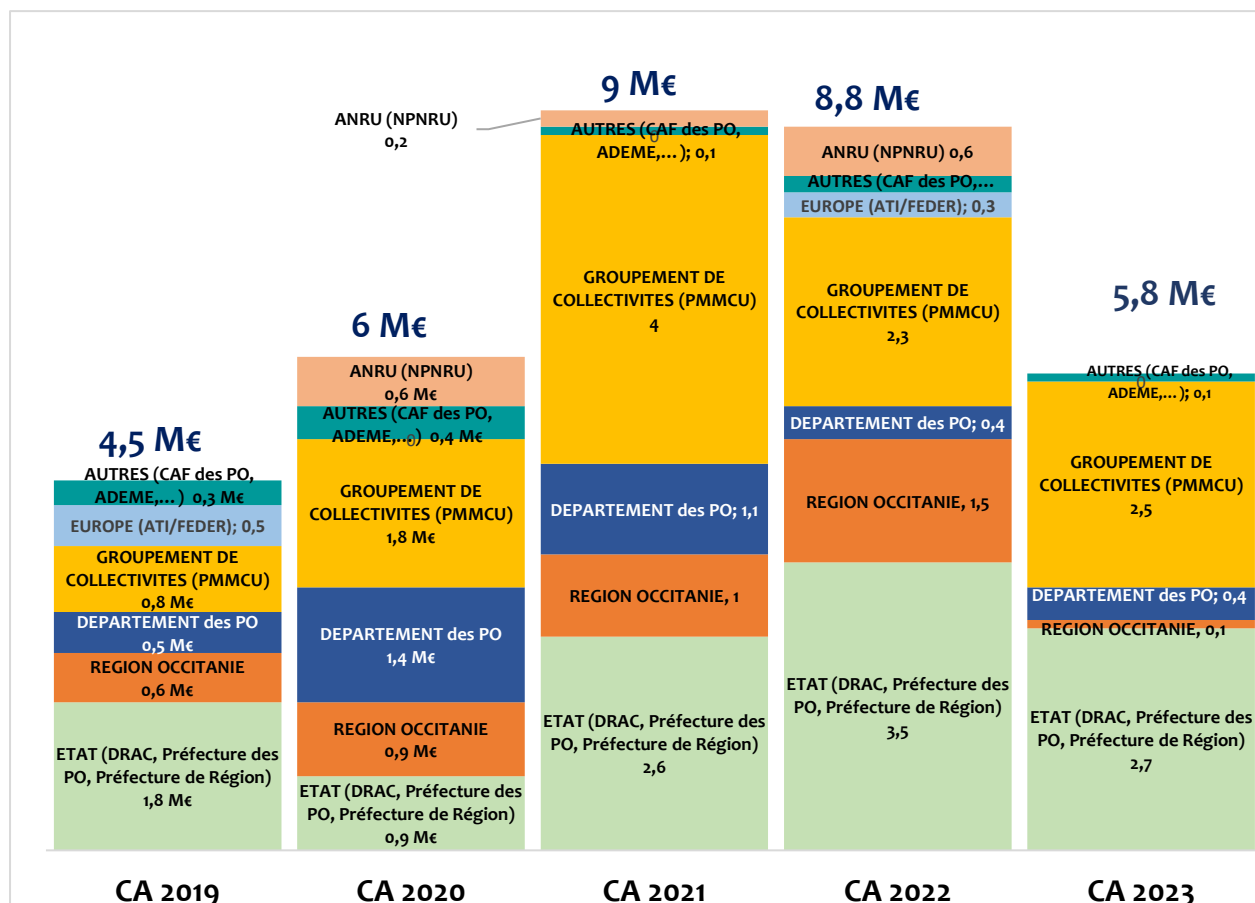 4,5 M€
AUTRES (CAF des PO,
ADEME,…) 0,3 M€
EUROPE (ATI/FEDER); 0,5
GROUPEMENT DE
COLLECTIVITES (PMMCU)
0,8 M€
DEPARTEMENT des PO
0,5 M€
REGION OCCITANIE
0,6 M€
ETAT (DRAC, Préfecture des
PO, Préfecture de Région)
1,8 M€
CA 2019
6 M€
ANRU (NPNRU)
0,6 M€
AUTRES (CAF des PO,
ADEME,…) 0,4 M€
0
GROUPEMENT DE
COLLECTIVITES (PMMCU)
1,8 M€
DEPARTEMENT des PO
1,4 M€
REGION OCCITANIE
0,9 M€
ETAT (DRAC, Préfecture des
PO, Préfecture de Région)
0,9 M€
CA 2020
9 M€
ANRU (NPNRU)
0,2
AUTRES (CAF des PO,
0
ADEME,…); 0,1
GROUPEMENT DE
COLLECTIVITES (PMMCU)
4
DEPARTEMENT des PO; 1,1
REGION OCCITANIE, 1
ETAT (DRAC, Préfecture des
PO, Préfecture de Région)
2,6
CA 2021
8,8 M€
ANRU (NPNRU) 0,6
AUTRES (CAF des PO,…
EUROPE (ATI/FEDER); 0,3
GROUPEMENT DE
COLLECTIVITES (PMMCU)
2,3
DEPARTEMENT des PO; 0,4
REGION OCCITANIE, 1,5
ETAT (DRAC, Préfecture des
PO, Préfecture de Région)
3,5
CA 2022
5,8 M€
AUTRES (CAF des PO,
0
ADEME,…); 0,1
GROUPEMENT DE
COLLECTIVITES (PMMCU)
2,5
DEPARTEMENT des PO; 0,4
REGION OCCITANIE, 0,1
ETAT (DRAC, Préfecture des
PO, Préfecture de Région)
2,7
CA 2023